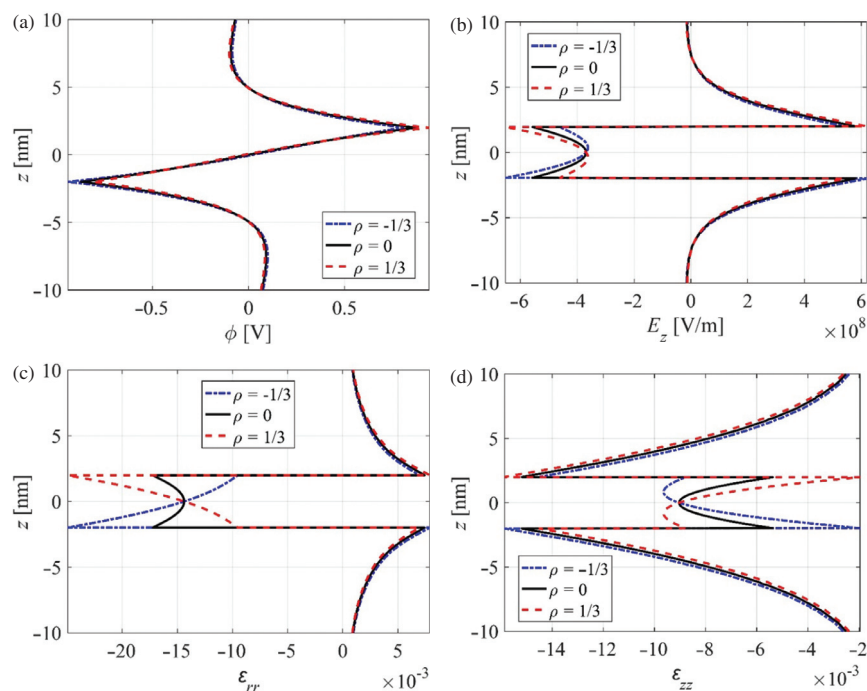 (a)
10
5
0
−5
−10
z [nm]
−0.5
0
0.5
ϕ [V]
ρ = -1/3
ρ = 0
ρ = 1/3
(b)
10
5
0
−5
−10
z [nm]
−6
−4
−2
0
2
4
6
E_z [V/m]
×10^8
ρ = -1/3
ρ = 0
ρ = 1/3
(c)
10
5
0
−5
−10
z [nm]
−20
−15
−10
−5
0
5
ε_rr
×10^−3
ρ = -1/3
ρ = 0
ρ = 1/3
(d)
10
5
0
−5
−10
z [nm]
−14
−12
−10
−8
−6
−4
−2
ε_zz
×10^−3
ρ = −1/3
ρ = 0
ρ = 1/3